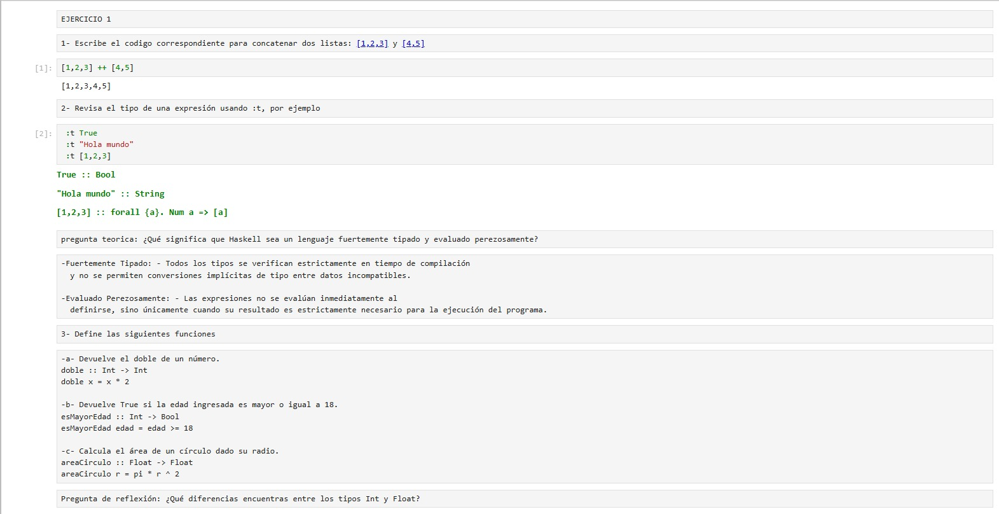 EJERCICIO 1
1- Escribe el codigo correspondiente para concatenar dos listas: [1,2,3] y [4,5]
[1]: [1,2,3] ++ [4,5]
[1,2,3,4,5]
2- Revisa el tipo de una expresión usando :t, por ejemplo
[2]: :t True
:t "Hola mundo"
:t [1,2,3]
True :: Bool
"Hola mundo" :: String
[1,2,3] :: forall {a}. Num a => [a]
pregunta teorica: ¿Qué significa que Haskell sea un lenguaje fuertemente tipado y evaluado perezosamente?
-Fuertemente Tipado: - Todos los tipos se verifican estrictamente en tiempo de compilación
y no se permiten conversiones implícitas de tipo entre datos incompatibles.
-Evaluado Perezosamente: - Las expresiones no se evalúan inmediatamente al
definirse, sino únicamente cuando su resultado es estrictamente necesario para la ejecución del programa.
3- Define las siguientes funciones
-a- Devuelve el doble de un número.
doble :: Int -> Int
doble x = x * 2
-b- Devuelve True si la edad ingresada es mayor o igual a 18.
esMayorEdad :: Int -> Bool
esMayorEdad edad = edad >= 18
-c- Calcula el área de un círculo dado su radio.
areaCirculo :: Float -> Float
areaCirculo r = pi * r ^ 2
Pregunta de reflexión: ¿Qué diferencias encuentras entre los tipos Int y Float?